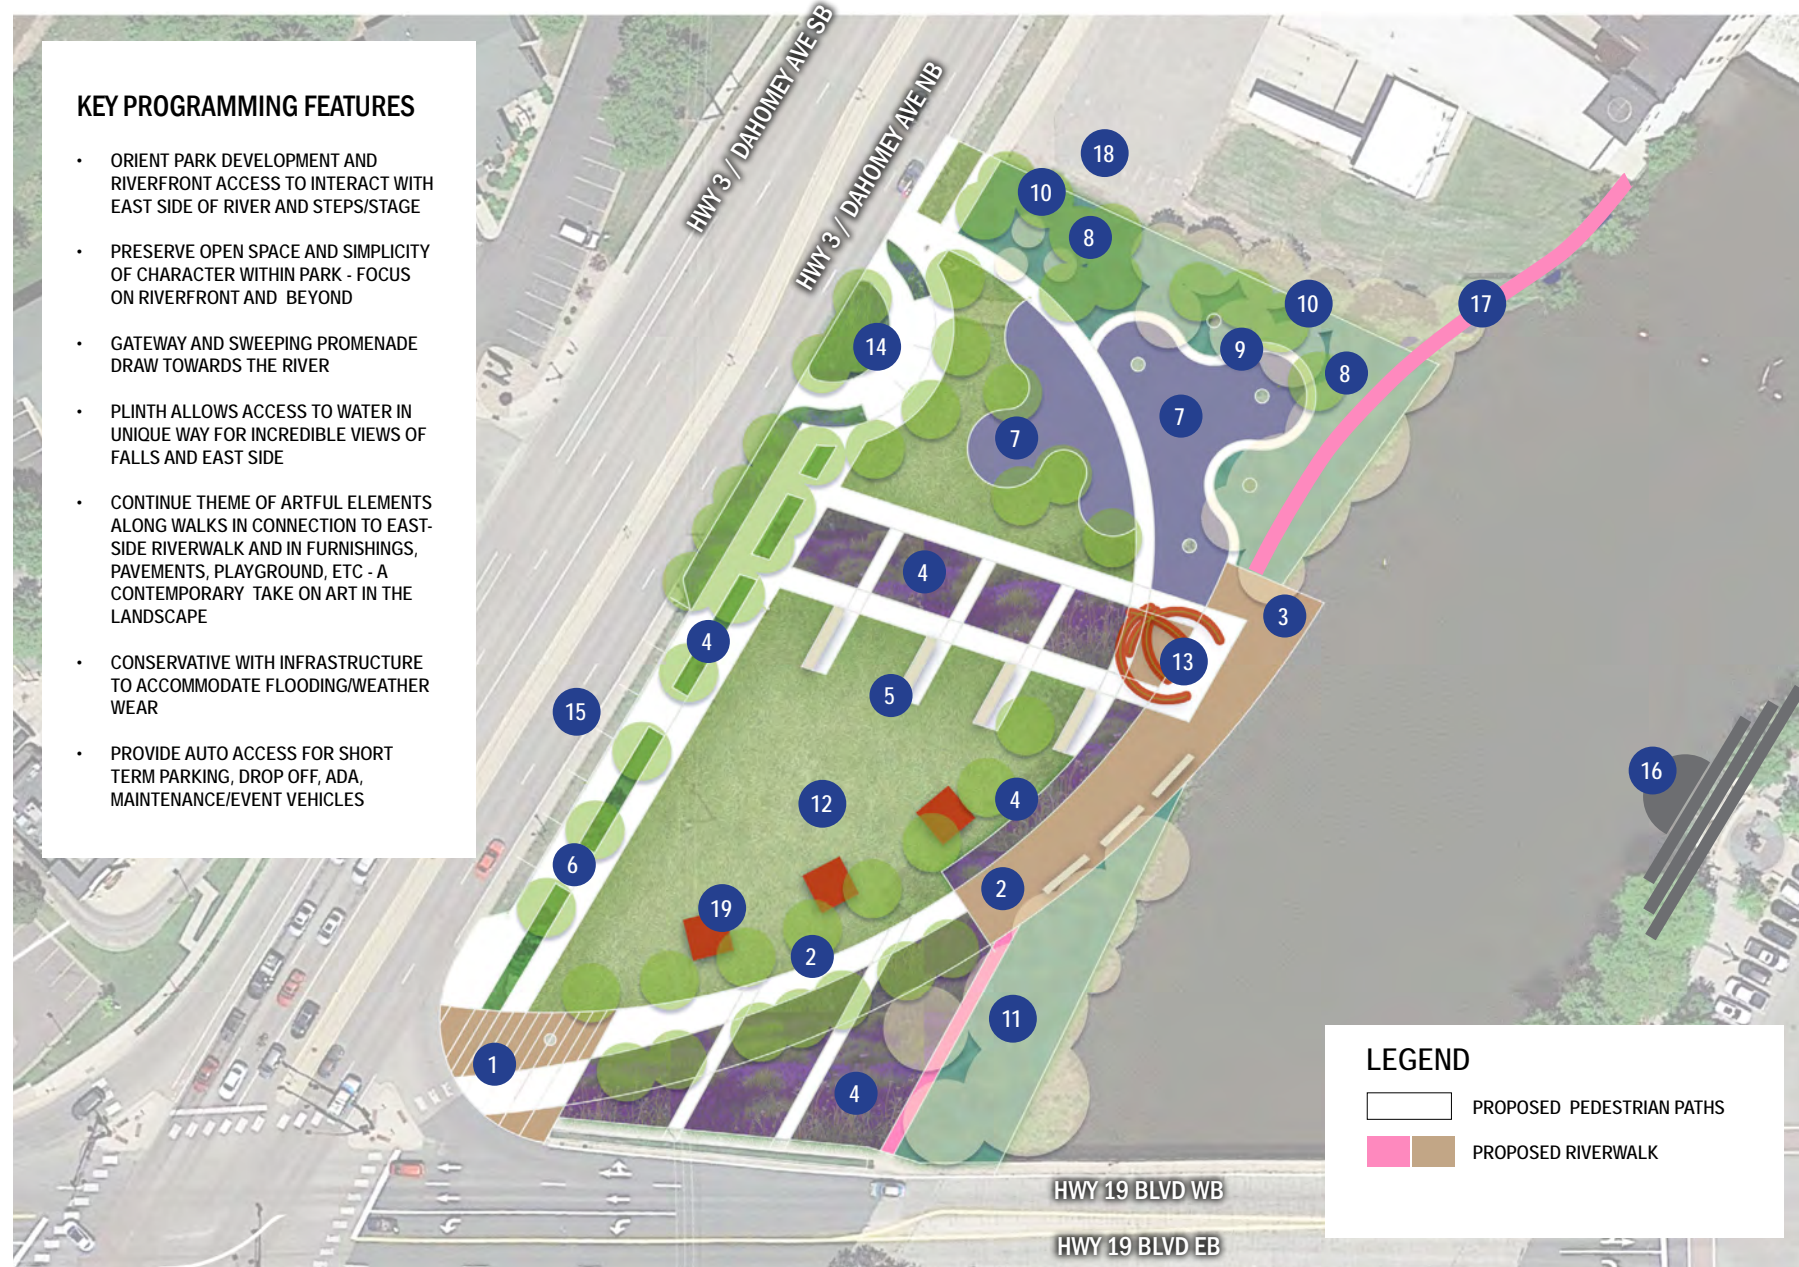 KEY PROGRAMMING FEATURES
• ORIENT PARK DEVELOPMENT AND
RIVERFRONT ACCESS TO INTERACT WITH
EAST SIDE OF RIVER AND STEPS/STAGE
• PRESERVE OPEN SPACE AND SIMPLICITY
OF CHARACTER WITHIN PARK - FOCUS
ON RIVERFRONT AND BEYOND
• GATEWAY AND SWEEPING PROMENADE
DRAW TOWARDS THE RIVER
• PLINTH ALLOWS ACCESS TO WATER IN
UNIQUE WAY FOR INCREDIBLE VIEWS OF
FALLS AND EAST SIDE
• CONTINUE THEME OF ARTFUL ELEMENTS
ALONG WALKS IN CONNECTION TO EAST-
SIDE RIVERWALK AND IN FURNISHINGS,
PAVEMENTS, PLAYGROUND, ETC - A
CONTEMPORARY TAKE ON ART IN THE
LANDSCAPE
• CONSERVATIVE WITH INFRASTRUCTURE
TO ACCOMMODATE FLOODING/WEATHER
WEAR
• PROVIDE AUTO ACCESS FOR SHORT
TERM PARKING, DROP OFF, ADA,
MAINTENANCE/EVENT VEHICLES
HWY 3 / DAHOMEY AVE SB
HWY 3 / DAHOMEY AVE NB
18
10
8
10
17
14
9
8
7
7
4
3
4
13
5
15
16
12
4
6
2
19
2
11
1
4
HWY 19 BLVD WB
HWY 19 BLVD EB
LEGEND
PROPOSED PEDESTRIAN PATHS
PROPOSED RIVERWALK